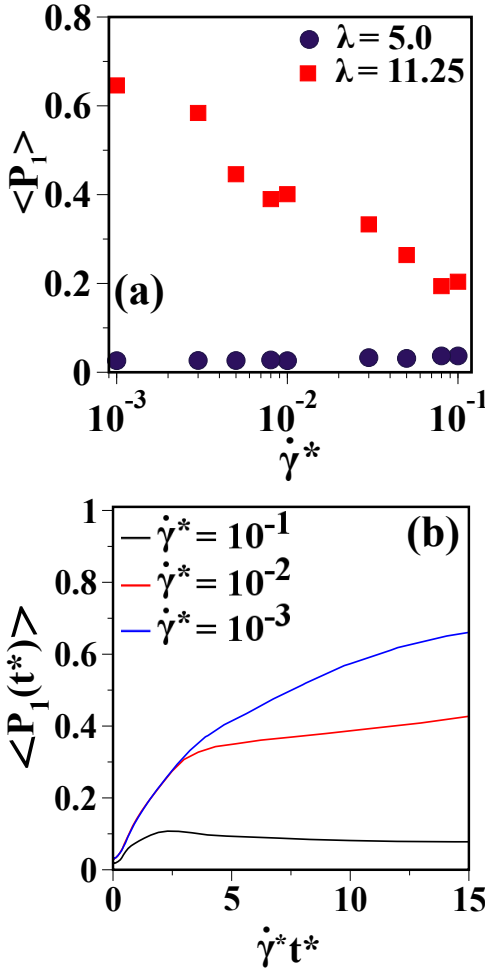 0.8
λ = 5.0
λ = 11.25
0.6
<P₁>
0.4
0.2
(a)
0
10⁻³
10⁻²
10⁻¹
γ̇*
1
γ̇* = 10⁻¹
(b)
0.8
γ̇* = 10⁻²
γ̇* = 10⁻³
0.6
<P₁(t*)>
0.4
0.2
0
0
5
10
15
γ̇*t*